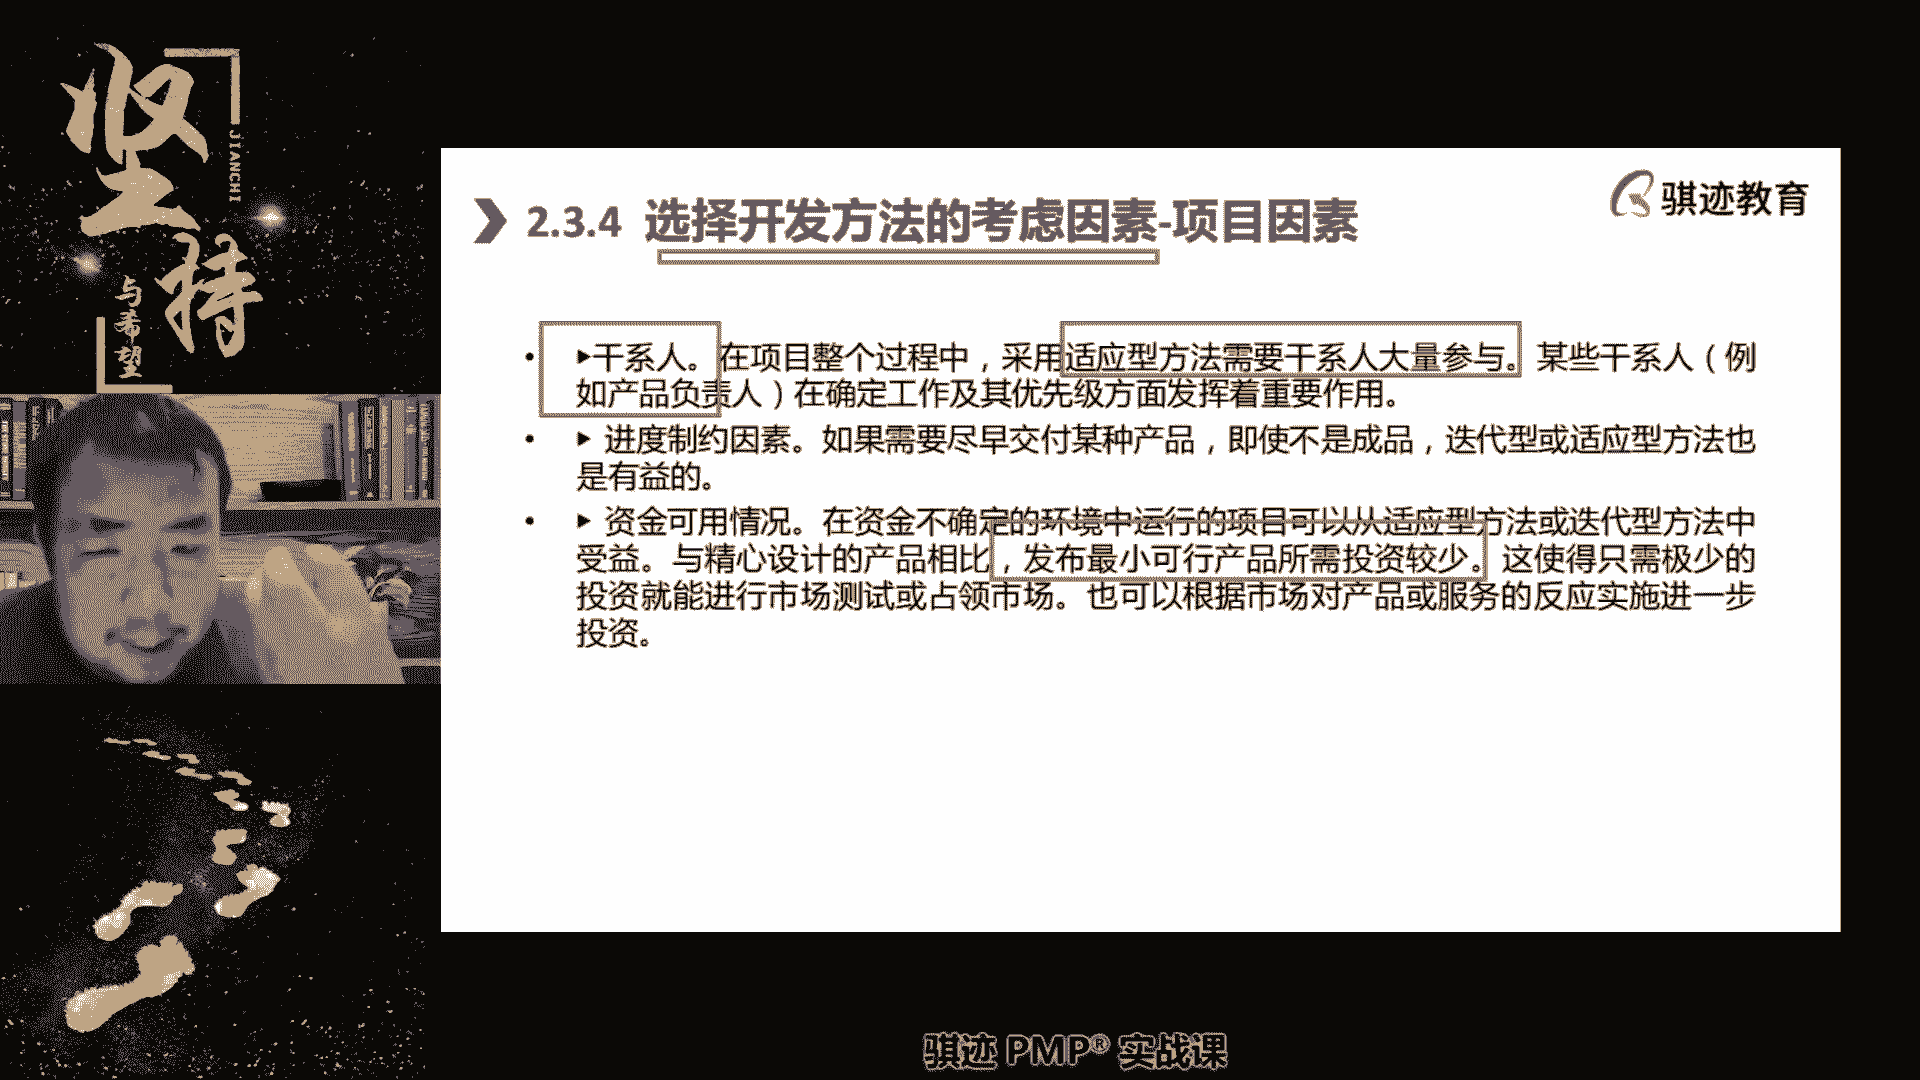 坚持
JIANCHI
与希望
骐迹教育
2.3.4 选择开发方法的考虑因素-项目因素
• ▶干系人。在项目整个过程中，采用适应型方法需要干系人大量参与。某些干系人（例
如产品负责人）在确定工作及其优先级方面发挥着重要作用。
• ▶ 进度制约因素。如果需要尽早交付某种产品，即使不是成品，迭代型或适应型方法也
是有益的。
• ▶ 资金可用情况。在资金不确定的环境中运行的项目可以从适应型方法或迭代型方法中
受益。与精心设计的产品相比，发布最小可行产品所需投资较少。这使得只需极少的
投资就能进行市场测试或占领市场。也可以根据市场对产品或服务的反应实施进一步
投资。
骐迹 PMP® 实战课